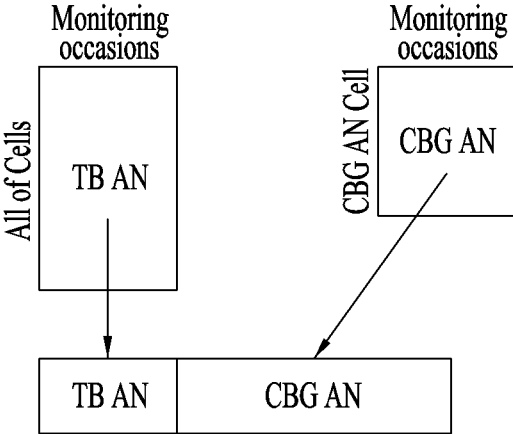 Monitoring
occasions
All of Cells
TB AN
Monitoring
occasions
CBG AN Cell
CBG AN
TB AN
CBG AN